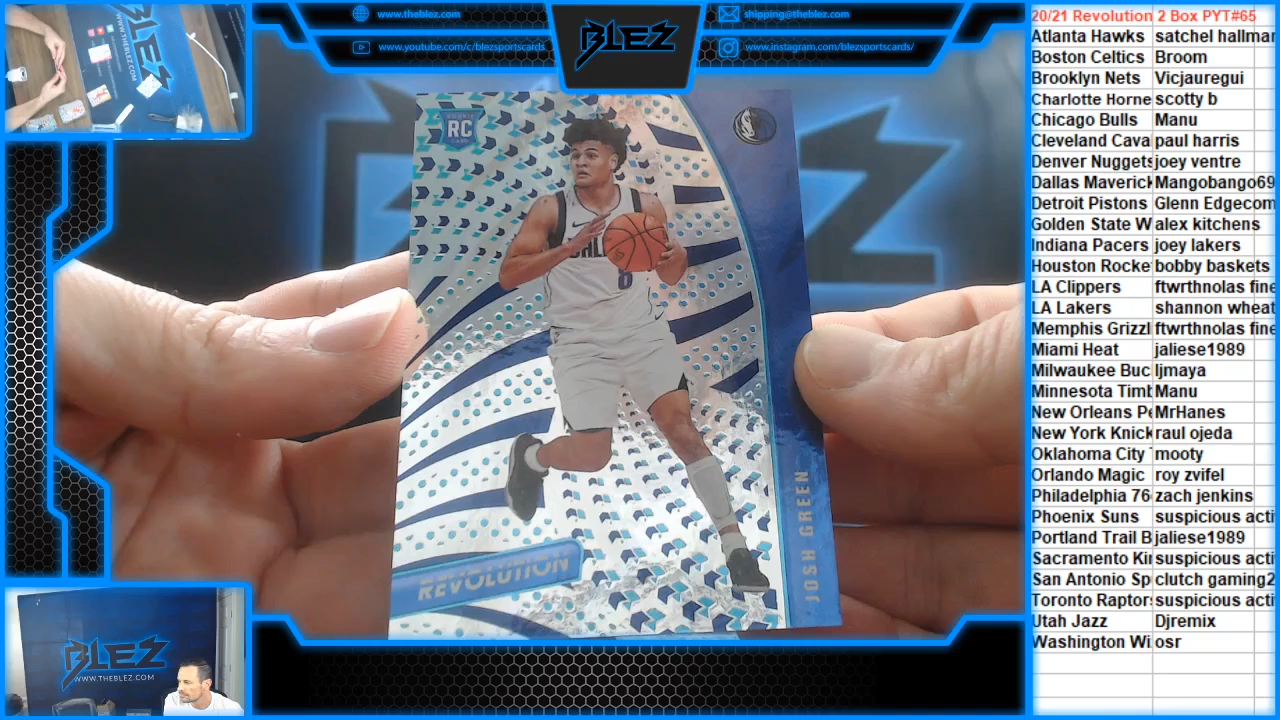 www.theblez.com
www.youtube.com/c/blezsportscards
BLEZ
shipping@theblez.com
www.instagram.com/blezsportscards/
RC
8
JOSH GREEN
REVOLUTION
BLEZ
WWW.THEBLEZ.COM
20/21 Revolution 2 Box PYT#65
Atlanta Hawks satchel hallmar
Boston Celtics Broom
Brooklyn Nets Vicjauregui
Charlotte Horne scotty b
Chicago Bulls Manu
Cleveland Cava paul harris
Denver Nuggets joey ventre
Dallas Maverick Mangobango69
Detroit Pistons Glenn Edgecom
Golden State W alex kitchens
Indiana Pacers joey lakers
Houston Rocke bobby baskets
LA Clippers ftwrthnolas fine
LA Lakers shannon wheat
Memphis Grizzl ftwrthnolas fine
Miami Heat jaliese1989
Milwaukee Buc ljmaya
Minnesota Timb Manu
New Orleans Pe MrHanes
New York Knick raul ojeda
Oklahoma City mooty
Orlando Magic roy zvifel
Philadelphia 76 zach jenkins
Phoenix Suns suspicious acti
Portland Trail B jaliese1989
Sacramento Kin suspicious acti
San Antonio Sp clutch gaming2
Toronto Raptors suspicious acti
Utah Jazz Djremix
Washington Wi osr